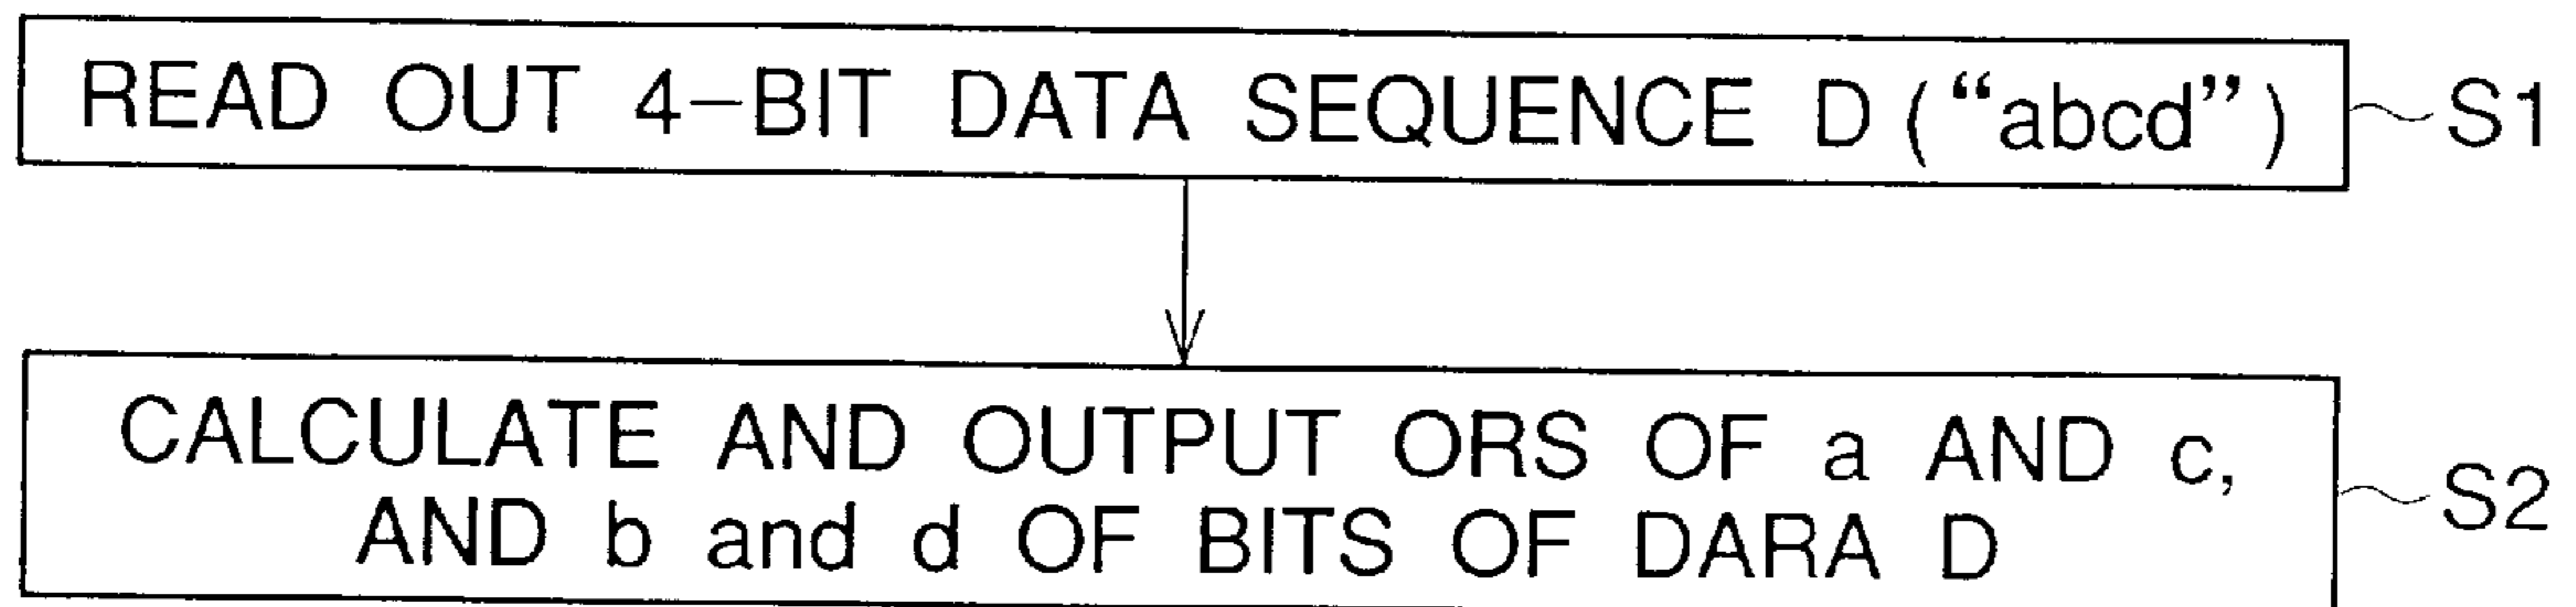 READ OUT 4-BIT DATA SEQUENCE D (“abcd”) S1
CALCULATE AND OUTPUT ORS OF a AND c,
AND b and d OF BITS OF DARA D S2